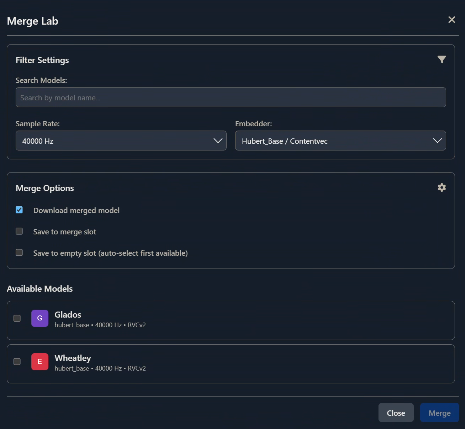 Merge Lab
Filter Settings
Search Models:
Search by model name...
Sample Rate:
Embedder:
40000 Hz
Hubert_Base / Contentvec
Merge Options
Download merged model
Save to merge slot
Save to empty slot (auto-select first available)
Available Models
G
Glados
hubert_base • 40000 Hz • RVCv2
E
Wheatley
hubert_base • 40000 Hz • RVCv2
Close
Merge